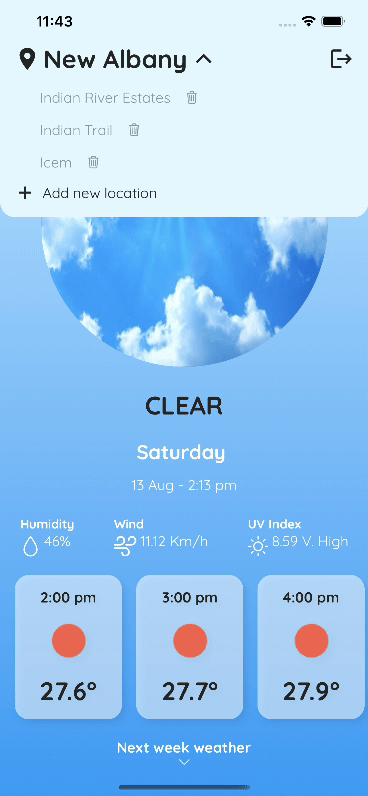 11:43
New Albany
Indian River Estates
Indian Trail
Icem
Add new location
CLEAR
Saturday
13 Aug - 2:13 pm
Humidity Wind UV Index
46% 11.12 Km/h 8.59 V. High
2:00 pm 3:00 pm 4:00 pm
27.6° 27.7° 27.9°
Next week weather